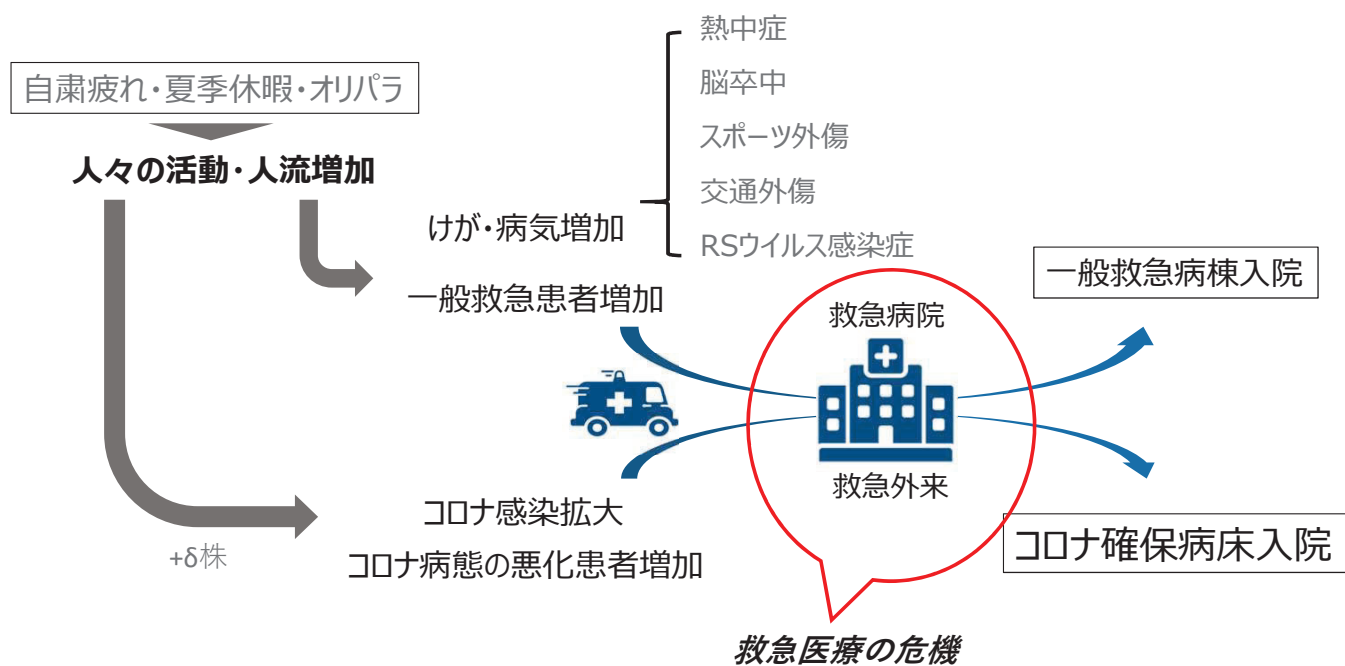 自粛疲れ・夏季休暇・オリパラ
人々の活動・人流増加
けが・病気増加
熱中症
脳卒中
スポーツ外傷
交通外傷
RSウイルス感染症
一般救急患者増加
救急病院
救急外来
一般救急病棟入院
+δ株
コロナ感染拡大
コロナ病態の悪化患者増加
コロナ確保病床入院
救急医療の危機